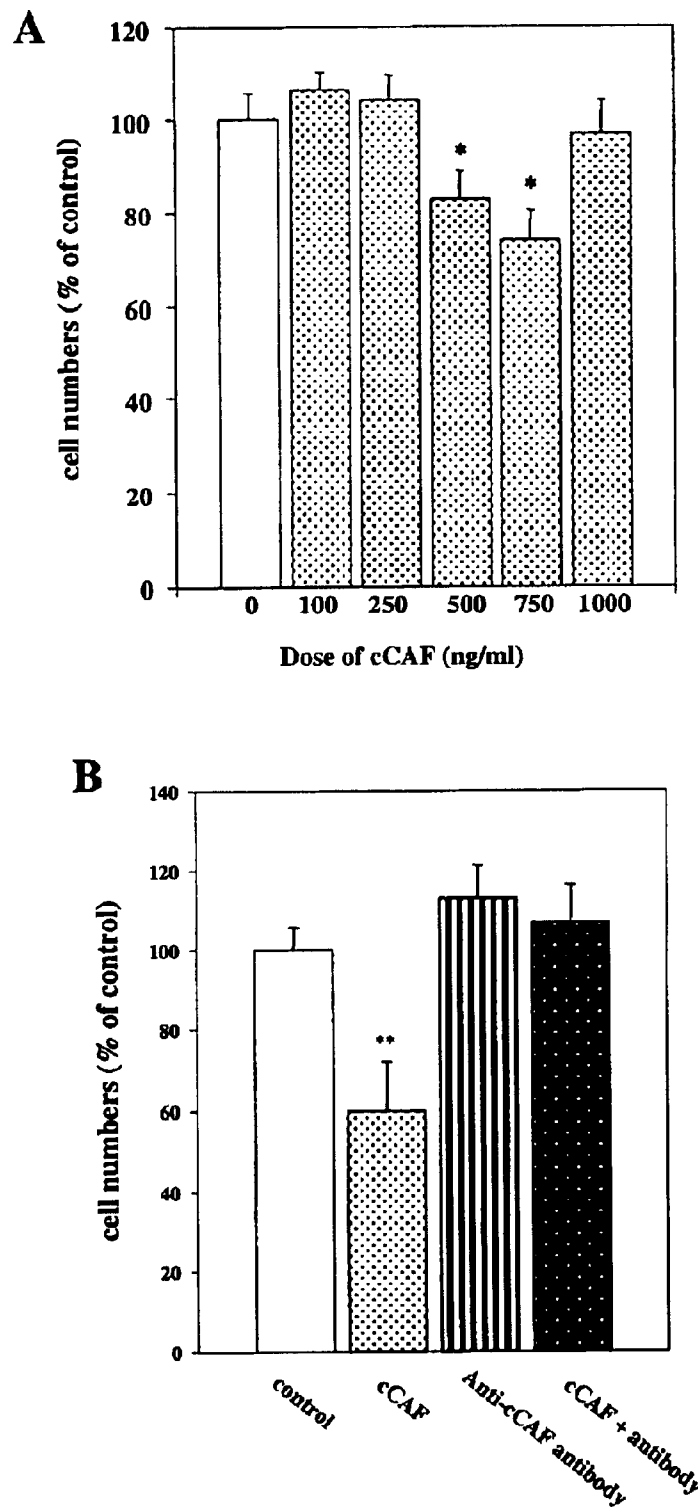 A
120
100
80
60
40
20
0
cell numbers (% of control)
*
*
0 100 250 500 750 1000
Dose of cCAF (ng/ml)
B
140
120
100
80
60
40
20
0
cell numbers (% of control)
**
control
cCAF
Anti-cCAF antibody
cCAF + antibody